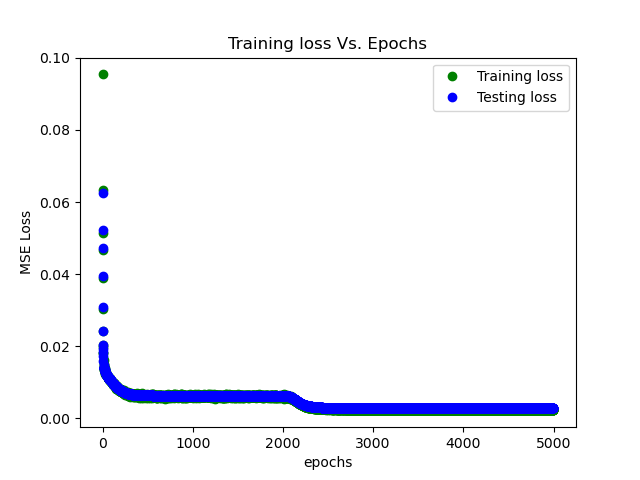 Training loss Vs. Epochs
MSE Loss
0.10
0.08
0.06
0.04
0.02
0.00
Training loss
Testing loss
0 1000 2000 3000 4000 5000
epochs